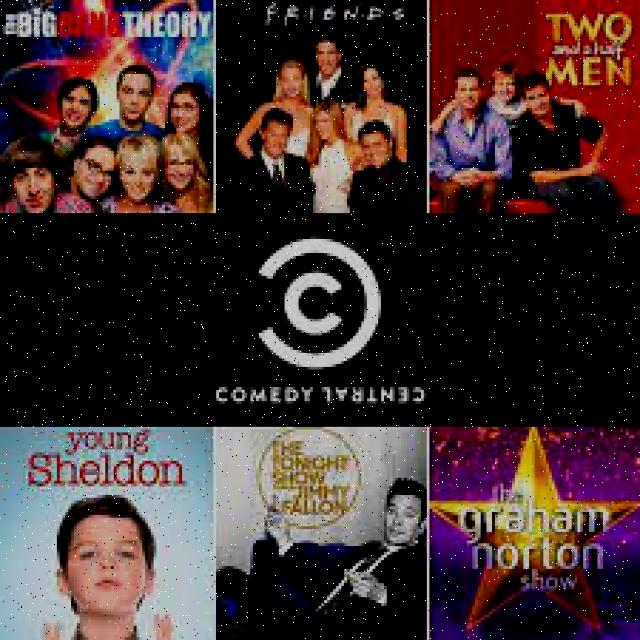 THE BIG BANG THEORY
FRIENDS
TWO
and a half
MEN
COMEDY CENTRAL
young
Sheldon
THE
TONIGHT
SHOW
JIMMY
FALLON
the
graham
norton
show